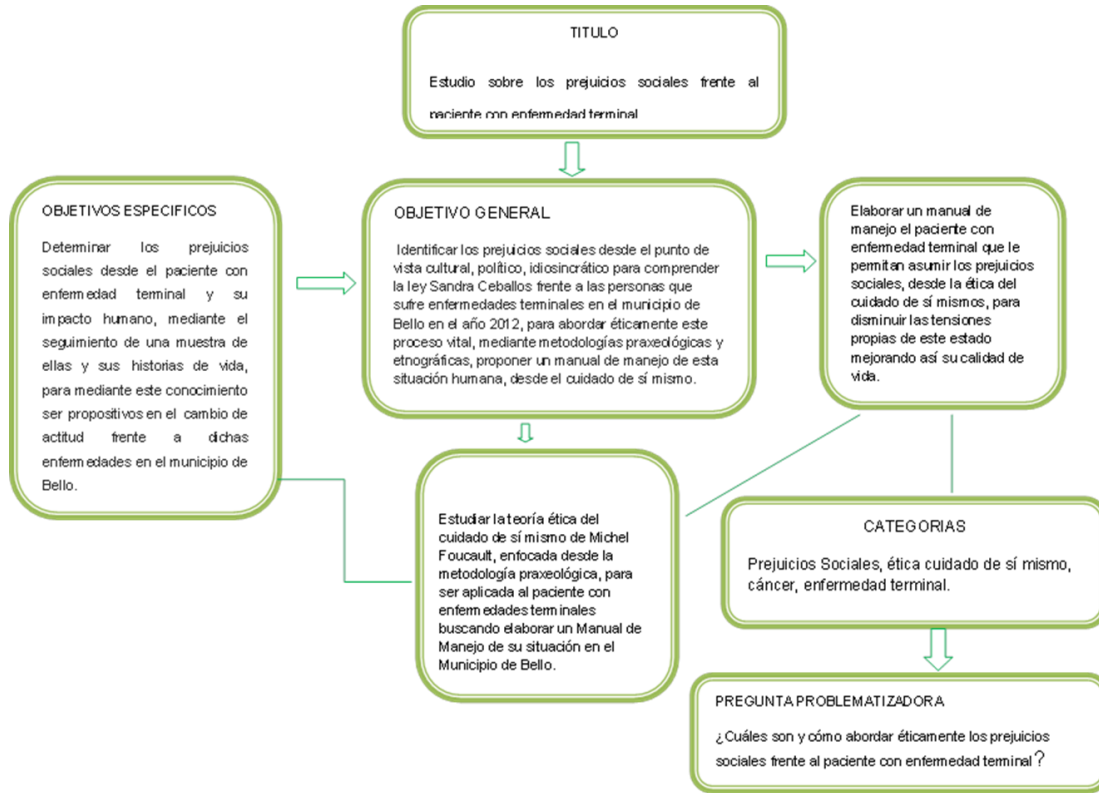 TITULO
Estudio sobre los prejuicios sociales frente al
paciente con enfermedad terminal
OBJETIVOS ESPECIFICOS
Determinar los prejuicios
sociales desde el paciente con
enfermedad terminal y su
impacto humano, mediante el
seguimiento de una muestra de
ellas y sus historias de vida,
para mediante este conocimiento
ser propositivos en el cambio de
actitud frente a dichas
enfermedades en el municipio de
Bello.
OBJETIVO GENERAL
Identificar los prejuicios sociales desde el punto de
vista cultural, político, idiosincrático para comprender
la ley Sandra Ceballos frente a las personas que
sufre enfermedades terminales en el municipio de
Bello en el año 2012, para abordar éticamente este
proceso vital, mediante metodologías praxeológicas y
etnográficas, proponer un manual de manejo de esta
situación humana, desde el cuidado de sí mismo.
Elaborar un manual de
manejo el paciente con
enfermedad terminal que le
permitan asumir los prejuicios
sociales, desde la ética del
cuidado de sí mismos, para
disminuir las tensiones
propias de este estado
mejorando así su calidad de
vida.
Estudiar la teoría ética del
cuidado de sí mismo de Michel
Foucault, enfocada desde la
metodología praxeológica, para
ser aplicada al paciente con
enfermedades terminales
buscando elaborar un Manual de
Manejo de su situación en el
Municipio de Bello.
CATEGORIAS
Prejuicios Sociales, ética cuidado de sí mismo,
cáncer, enfermedad terminal.
PREGUNTA PROBLEMATIZADORA
¿Cuáles son y cómo abordar éticamente los prejuicios
sociales frente al paciente con enfermedad terminal?